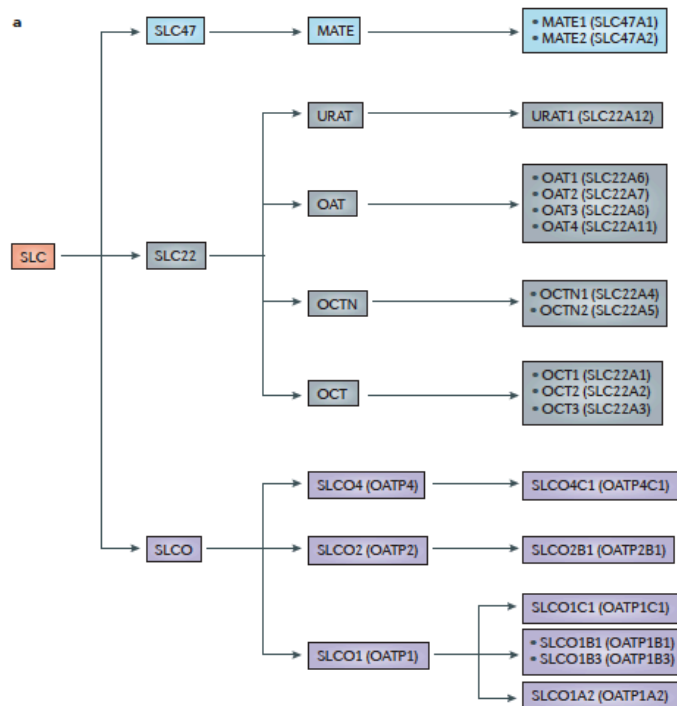 a
SLC47
MATE
• MATE1 (SLC47A1)
• MATE2 (SLC47A2)
URAT
URAT1 (SLC22A12)
OAT
• OAT1 (SLC22A6)
• OAT2 (SLC22A7)
• OAT3 (SLC22A8)
• OAT4 (SLC22A11)
SLC
SLC22
OCTN
• OCTN1 (SLC22A4)
• OCTN2 (SLC22A5)
OCT
• OCT1 (SLC22A1)
• OCT2 (SLC22A2)
• OCT3 (SLC22A3)
SLCO4 (OATP4)
SLCO4C1 (OATP4C1)
SLCO
SLCO2 (OATP2)
SLCO2B1 (OATP2B1)
SLCO1 (OATP1)
SLCO1C1 (OATP1C1)
• SLCO1B1 (OATP1B1)
• SLCO1B3 (OATP1B3)
SLCO1A2 (OATP1A2)